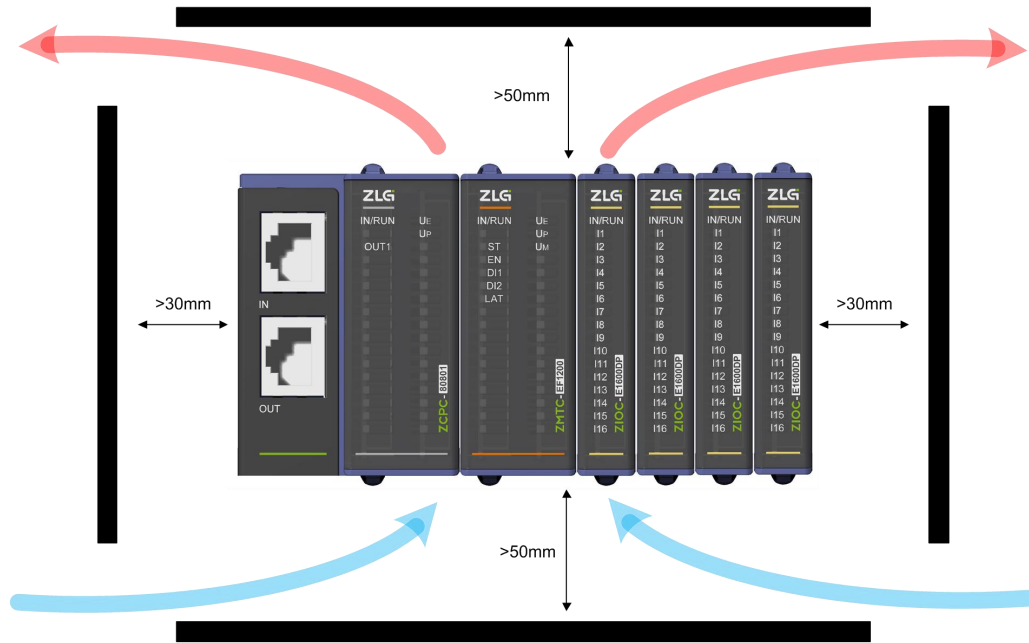 >50mm
>30mm
IN
OUT
ZLG
IN/RUN UE
UP
OUT1
ZCPC-80801
ZLG
IN/RUN UE
UP
ST UM
EN
DI1
DI2
LAT
ZMTC-EF1200
ZLG
IN/RUN
I1
I2
I3
I4
I5
I6
I7
I8
I9
I10
I11
I12
I13
I14
I15
I16
ZIOC-E1600DP
ZLG
IN/RUN
I1
I2
I3
I4
I5
I6
I7
I8
I9
I10
I11
I12
I13
I14
I15
I16
ZIOC-E1600DP
ZLG
IN/RUN
I1
I2
I3
I4
I5
I6
I7
I8
I9
I10
I11
I12
I13
I14
I15
I16
ZIOC-E1600DP
ZLG
IN/RUN
I1
I2
I3
I4
I5
I6
I7
I8
I9
I10
I11
I12
I13
I14
I15
I16
ZIOC-E1600DP
>30mm
>50mm